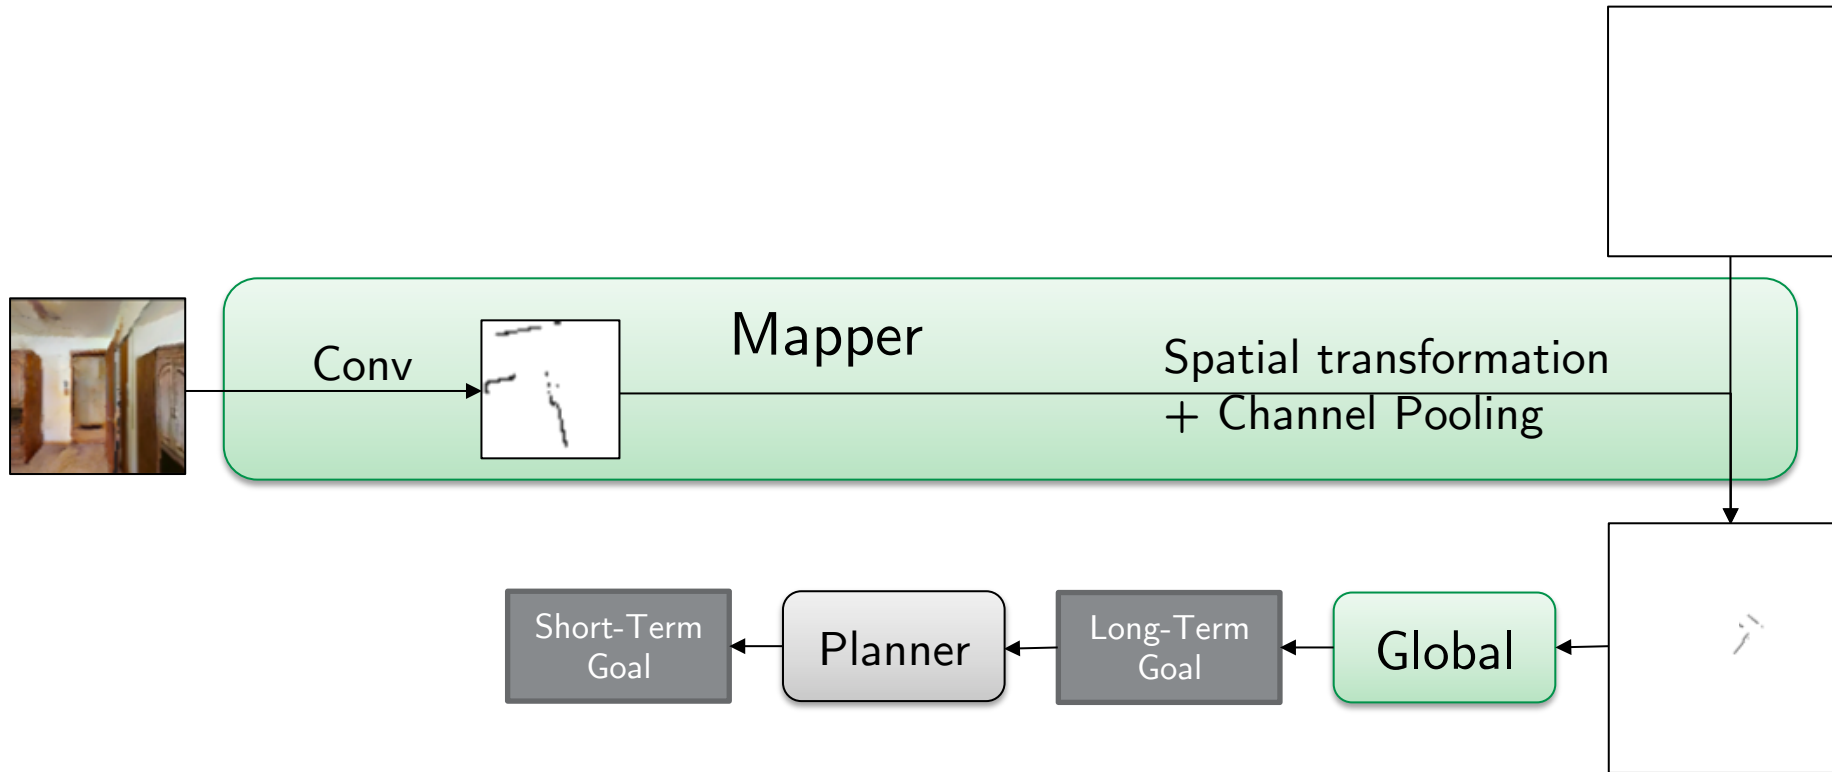 Mapper
Conv
Spatial transformation
+ Channel Pooling
Short-Term
Goal
Planner
Long-Term
Goal
Global